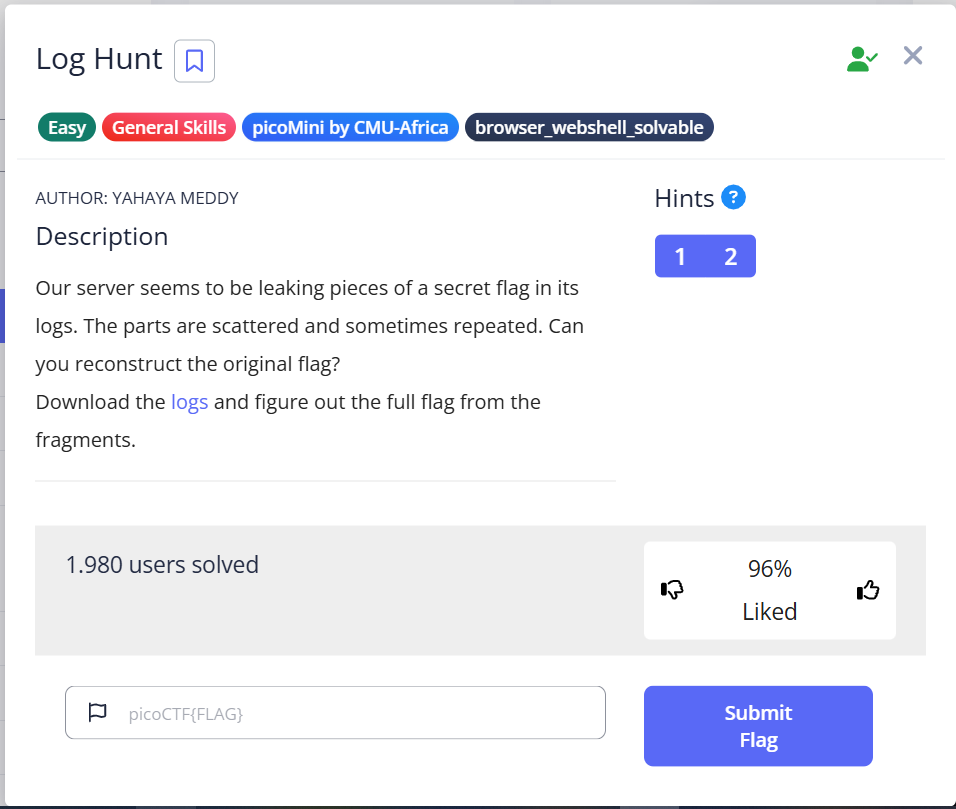 Log Hunt
Easy
General Skills
picoMini by CMU-Africa
browser_webshell_solvable
AUTHOR: YAHAYA MEDDY
Description
Our server seems to be leaking pieces of a secret flag in its
logs. The parts are scattered and sometimes repeated. Can
you reconstruct the original flag?
Download the logs and figure out the full flag from the
fragments.
Hints ?
1 2
1.980 users solved
96%
Liked
picoCTF{FLAG}
Submit
Flag